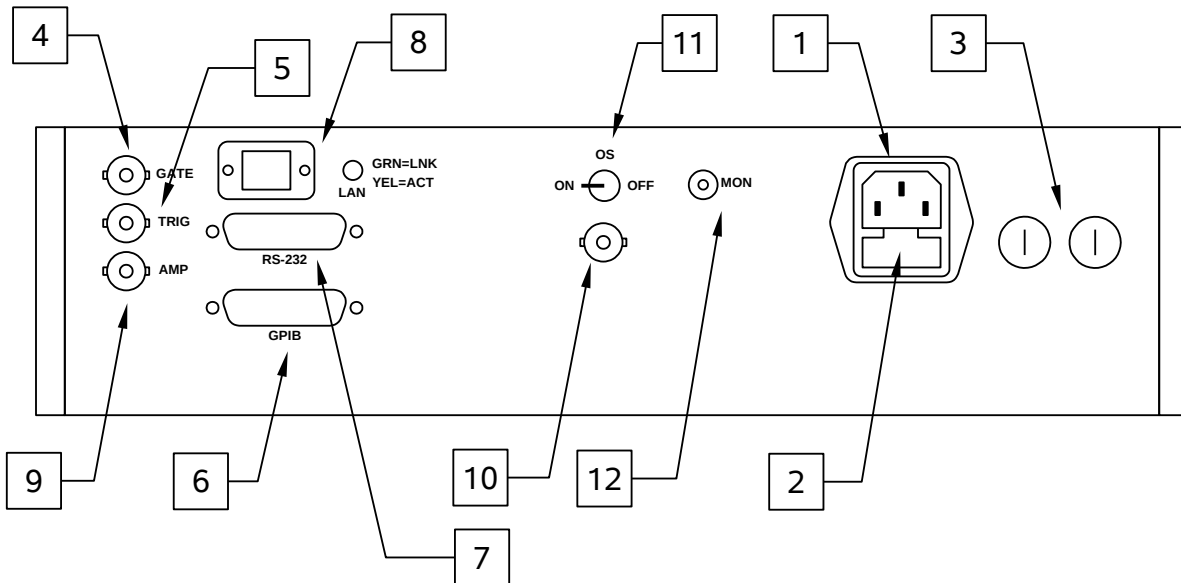 4
5
8
11
1
3
GATE
TRIG
AMP
GRN=LNK
YEL=ACT
LAN
RS-232
GPIB
OS
ON
OFF
MON
9
6
7
10
12
2